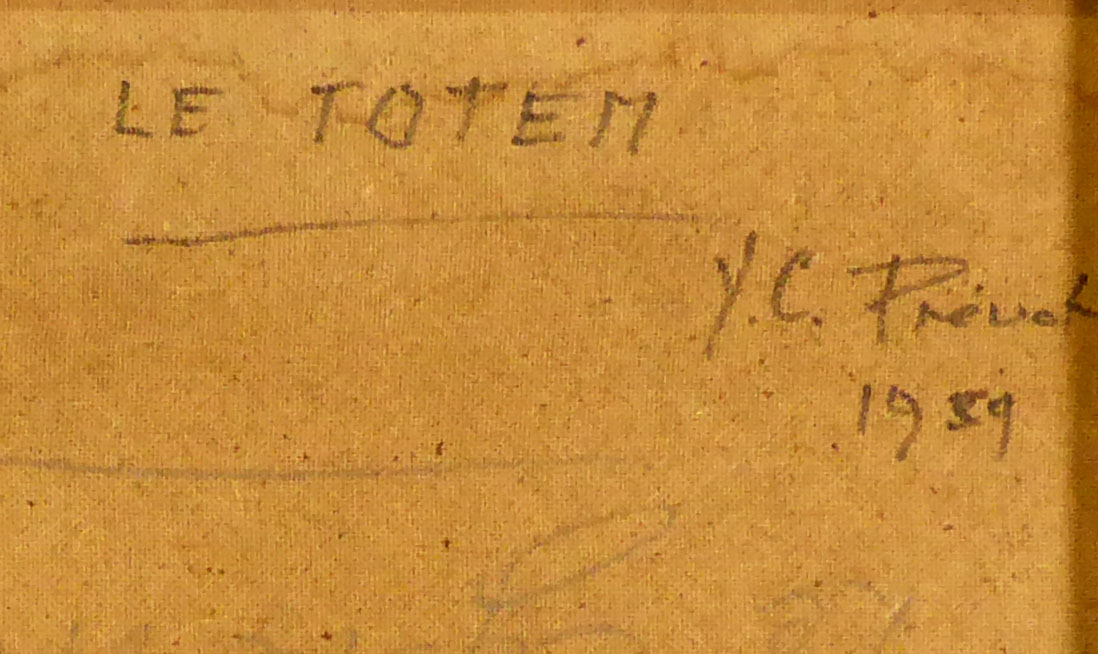 LE TOTEM
Y.C. Prévot
1959